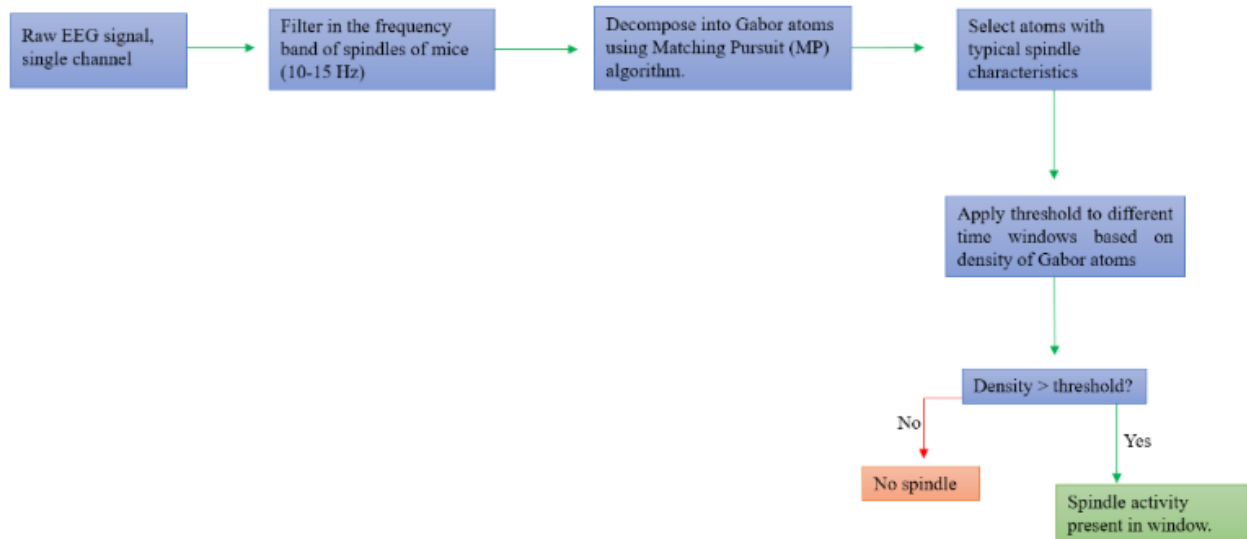 Raw EEG signal,
single channel
Filter in the frequency
band of spindles of mice
(10-15 Hz)
Decompose into Gabor atoms
using Matching Pursuit (MP)
algorithm.
Select atoms with
typical spindle
characteristics
Apply threshold to different
time windows based on
density of Gabor atoms
Density > threshold?
No
Yes
No spindle
Spindle activity
present in window.